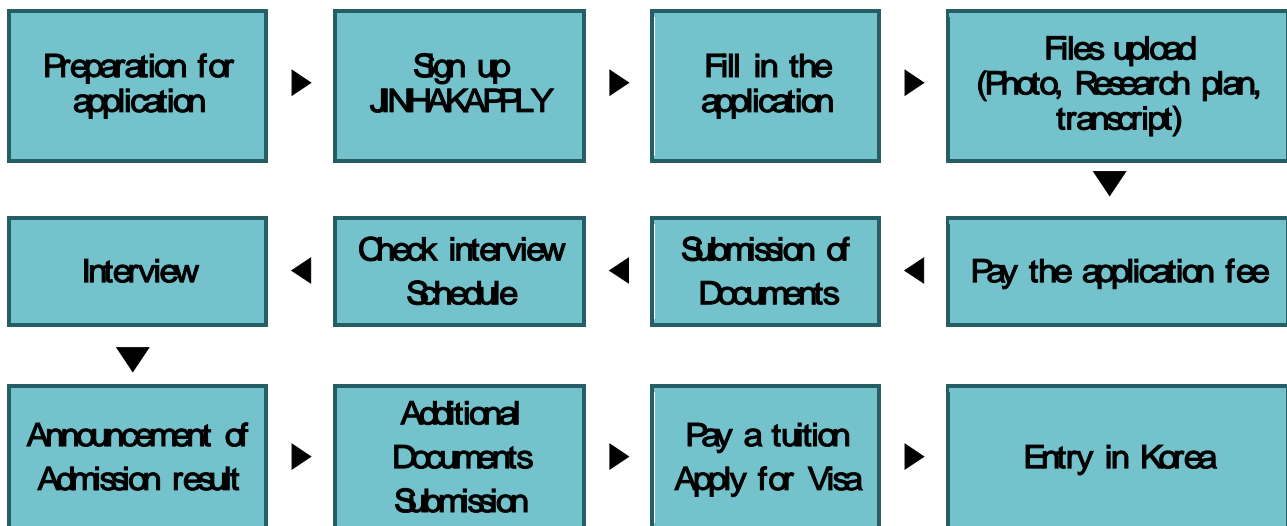 Preparation for
application
Sign up
JINHAKAPPLY
Fill in the
application
Files upload
(Photo, Research plan,
transcript)
Pay the application fee
Submission of
Documents
Check interview
Schedule
Interview
Announcement of
Admission result
Additional
Documents
Submission
Pay a tuition
Apply for Visa
Entry in Korea